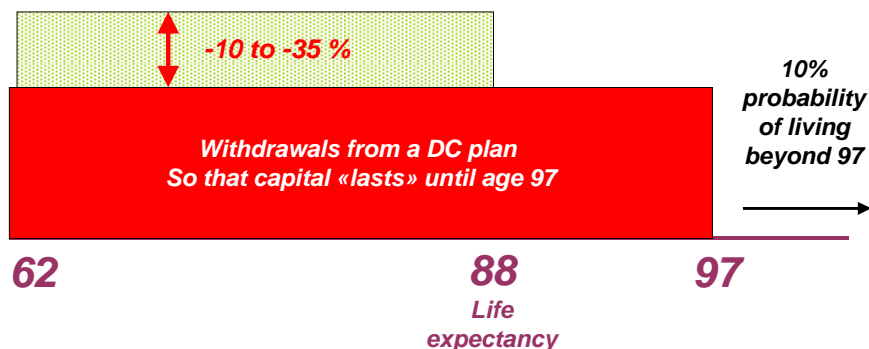 -10 to -35 %
10%
probability
of living
beyond 97
Withdrawals from a DC plan
So that capital «lasts» until age 97
62
88
97
Life
expectancy